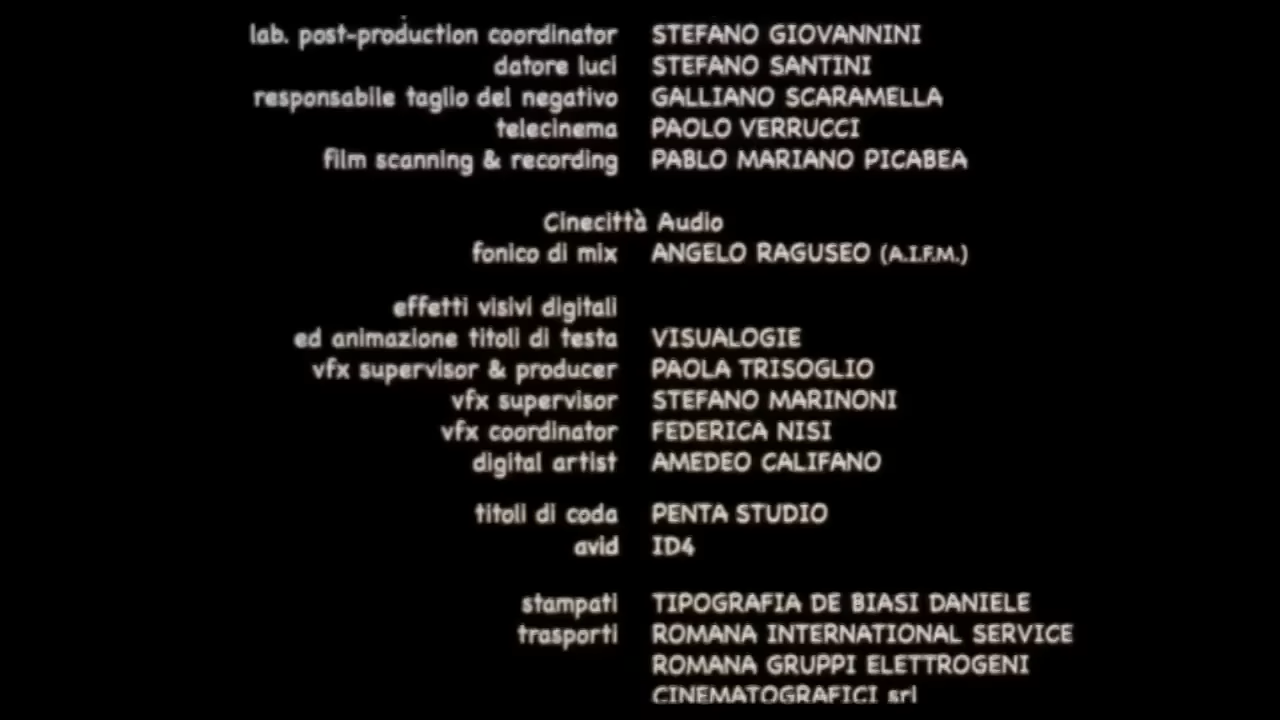 lab. post-production coordinator STEFANO GIOVANNINI
datore luci STEFANO SANTINI
responsabile taglio del negativo GALLIANO SCARAMELLA
telecinema PAOLO VERRUCCI
film scanning & recording PABLO MARIANO PICABEA
Cinecittà Audio
fonico di mix ANGELO RAGUSEO (A.I.F.M.)
effetti visivi digitali
ed animazione titoli di testa VISUALOGIE
vfx supervisor & producer PAOLA TRISOGLIO
vfx supervisor STEFANO MARINONI
vfx coordinator FEDERICA NISI
digital artist AMEDEO CALIFANO
titoli di coda PENTA STUDIO
avid ID4
stampati TIPOGRAFIA DE BIASI DANIELE
trasporti ROMANA INTERNATIONAL SERVICE
ROMANA GRUPPI ELETTROGENI
CINEMATOGRAFICI srl